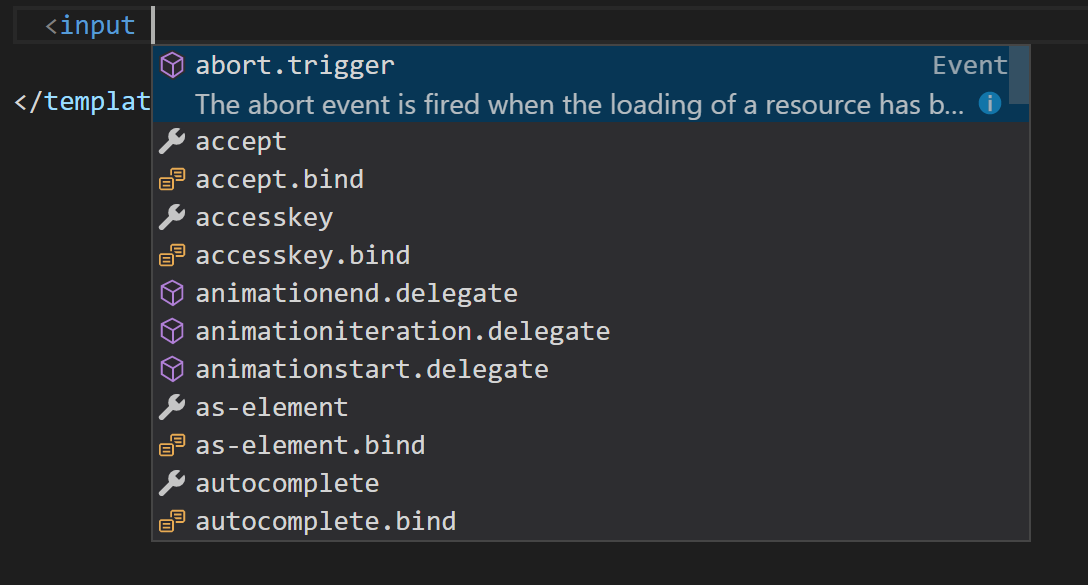 <input
abort.trigger Event
</templat
The abort event is fired when the loading of a resource has b...
accept
accept.bind
accesskey
accesskey.bind
animationend.delegate
animationiteration.delegate
animationstart.delegate
as-element
as-element.bind
autocomplete
autocomplete.bind